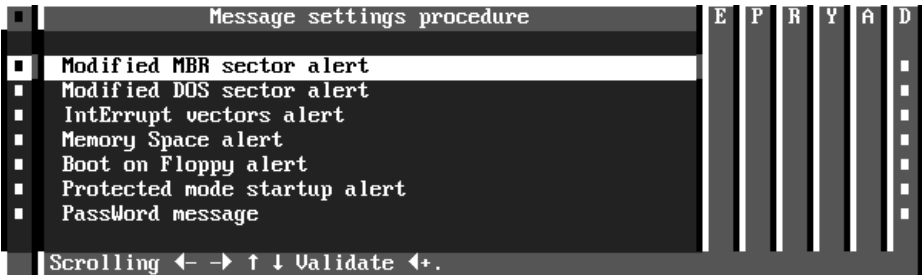 Message settings procedure E P R Y A D
Modified MBR sector alert
Modified DOS sector alert
IntErrupt vectors alert
Memory Space alert
Boot on Floppy alert
Protected mode startup alert
PassWord message
Scrolling ◄- -► ↑ ↓ Validate ◄+.